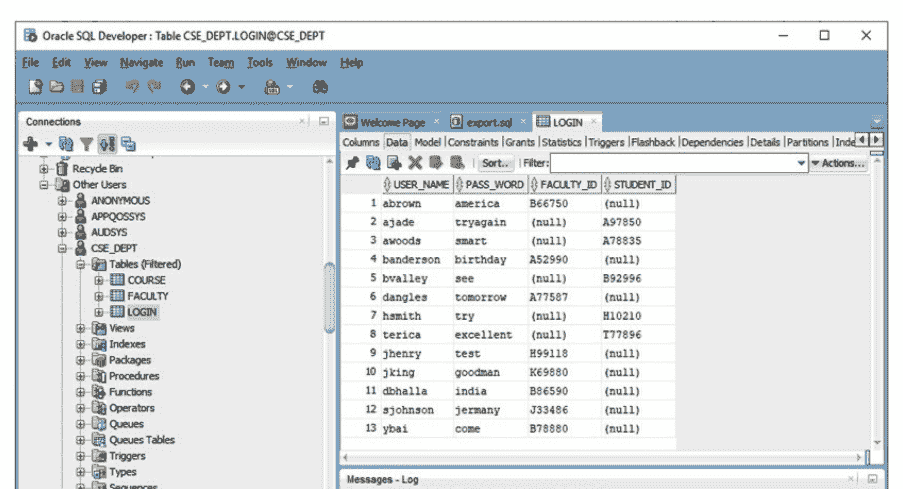 Oracle SQL Developer : Table CSE_DEPT.LOGIN@CSE_DEPT
File Edit View Navigate Run Team Tools Window Help
Connections
Recycle Bin
Other Users
ANONYMOUS
APPQOSSYS
AUDSYS
CSE_DEPT
Tables (Filtered)
COURSE
FACULTY
LOGIN
Views
Indexes
Packages
Procedures
Functions
Operators
Queues
Queues Tables
Triggers
Types
Sequences
Welcome Page export.sql LOGIN
Columns Data Model Constraints Grants Statistics Triggers Flashback Dependencies Details Partitions Inde
Sort.. Filter: Actions...
USER_NAME PASS_WORD FACULTY_ID STUDENT_ID
1 abrown america B66750 (null)
2 ajade tryagain (null) A97850
3 awoods smart (null) A78835
4 banderson birthday A52990 (null)
5 bvalley see (null) B92996
6 dangles tomorrow A77587 (null)
7 hsmith try (null) H10210
8 terica excellent (null) T77896
9 jhenry test H99118 (null)
10 jking goodman K69880 (null)
11 dbhalla india B86590 (null)
12 sjohnson jermany J33486 (null)
13 ybai come B78880 (null)
Messages - Log